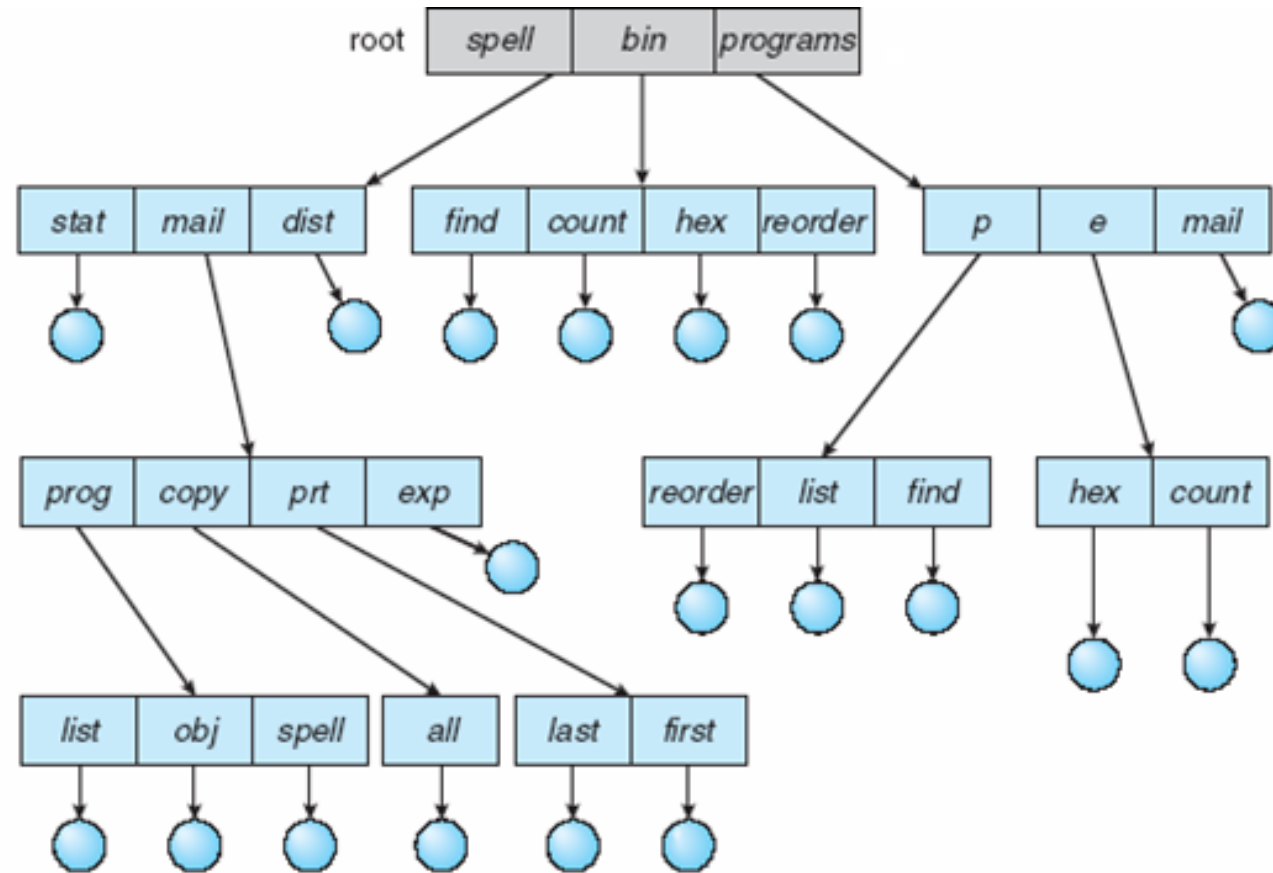 root spell bin programs
stat mail dist find count hex reorder p e mail
prog copy prt exp reorder list find hex count
list obj spell all last first